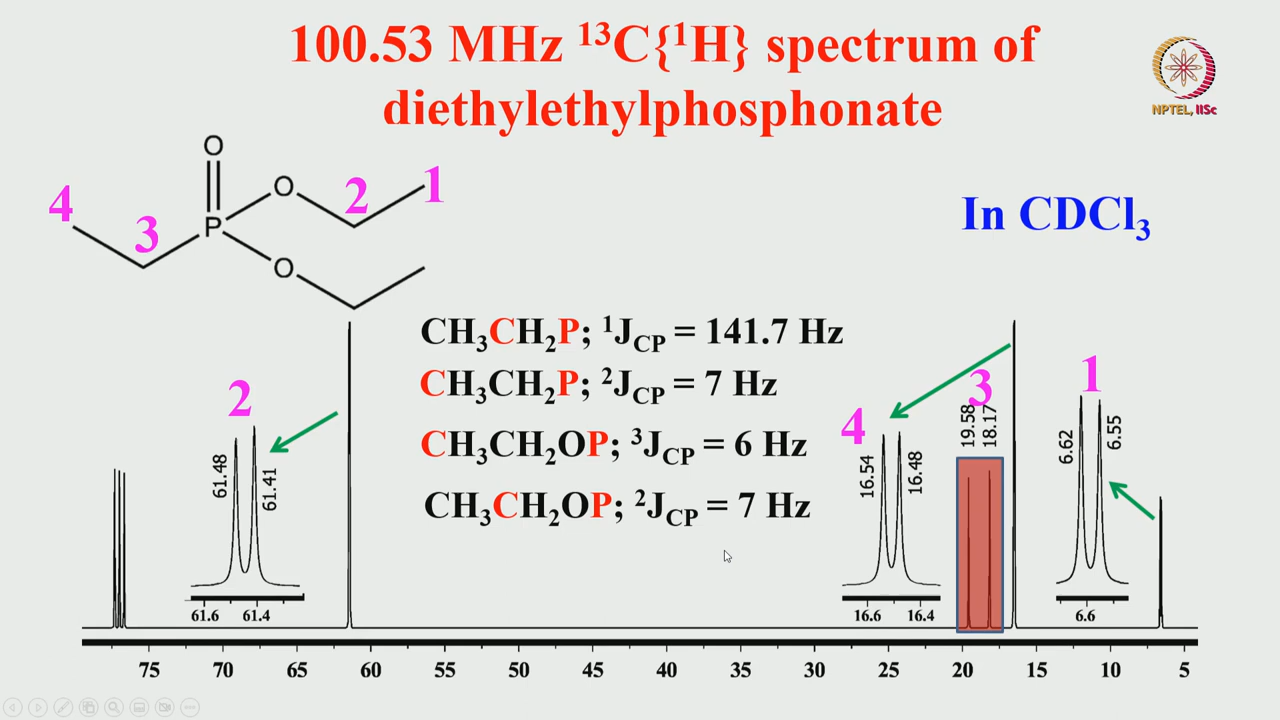 100.53 MHz ¹³C{¹H} spectrum of
diethylethylphosphonate
NPTEL, IISc
In CDCl₃
O
P
O
O
4
3
2
1
CH₃CH₂P; ¹J_CP = 141.7 Hz
CH₃CH₂P; ²J_CP = 7 Hz
CH₃CH₂OP; ³J_CP = 6 Hz
CH₃CH₂OP; ²J_CP = 7 Hz
2
61.48
61.41
61.6 61.4
4
16.54
16.48
16.6 16.4
3
19.58
18.17
1
6.62
6.55
6.6
75 70 65 60 55 50 45 40 35 30 25 20 15 10 5